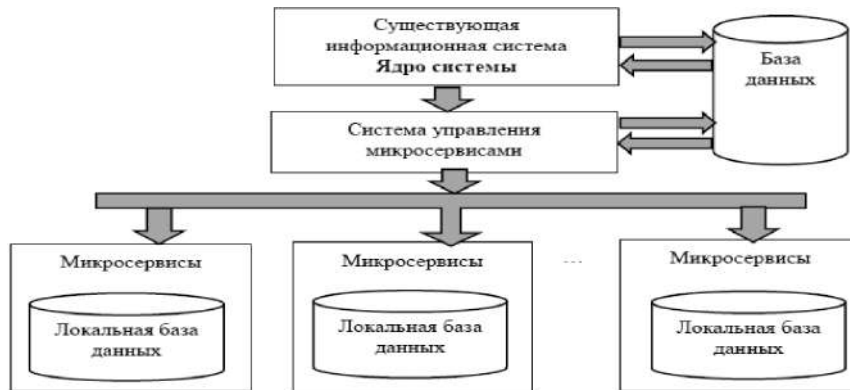 Существующая
информационная система
Ядро системы
База
данных
Система управления
микросервисами
Микросервисы
Локальная база
данных
Микросервисы
Локальная база
данных
...
Микросервисы
Локальная база
данных